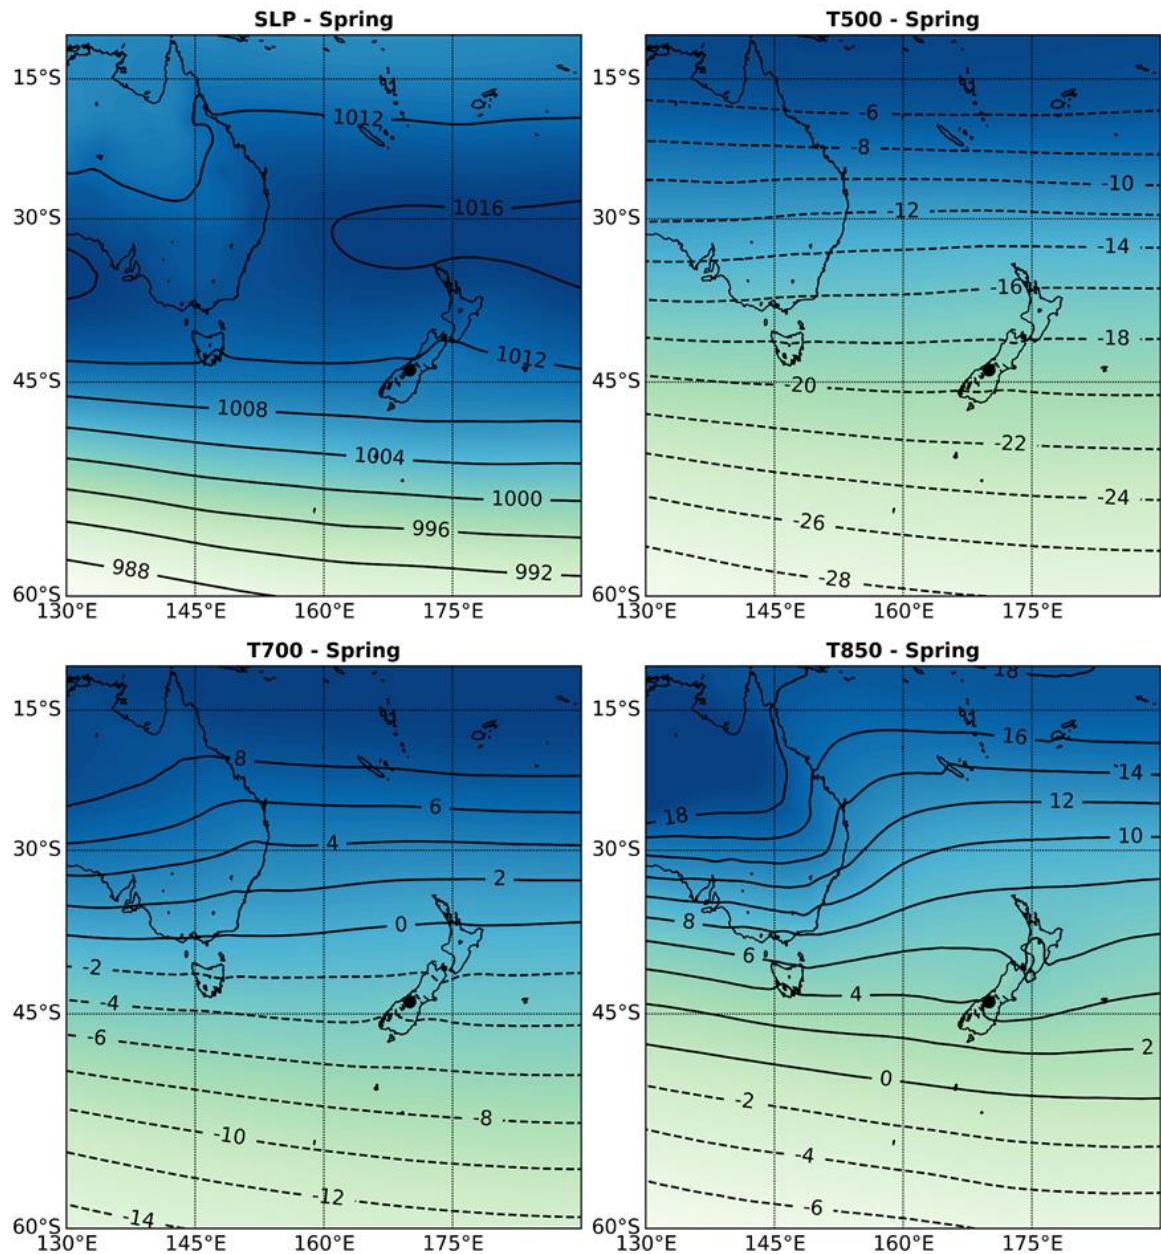 SLP - Spring
15°S
30°S
45°S
60°S
130°E 145°E 160°E 175°E
1012
1016
1012
1008
1004
1000
996
992
988
T500 - Spring
15°S
30°S
45°S
60°S
130°E 145°E 160°E 175°E
-6
-8
-10
-12
-14
-16
-18
-20
-22
-24
-26
-28
T700 - Spring
15°S
30°S
45°S
60°S
130°E 145°E 160°E 175°E
8
6
4
2
0
-2
-4
-6
-8
-10
-12
-14
T850 - Spring
15°S
30°S
45°S
60°S
130°E 145°E 160°E 175°E
18
16
14
12
18
10
8
6
4
2
0
-2
-4
-6